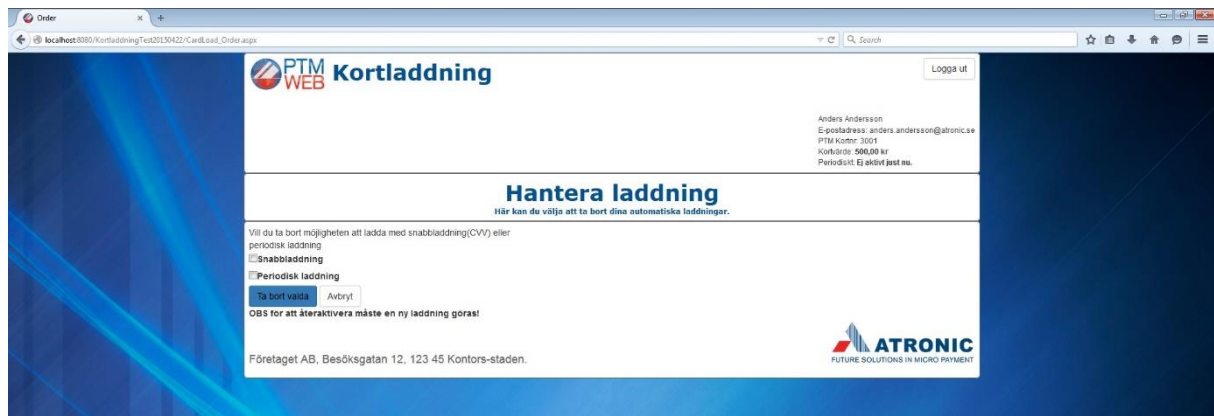 Order
localhost:8080/KortladdningTest20150422/CardLoad_Order.aspx
Search
PTM
WEB
Kortladdning
Logga ut
Anders Andersson
E-postadress: anders.andersson@atronic.se
PTM Kortnr: 3001
Kortvärde: 500,00 kr
Periodiskt: Ej aktivt just nu.
Hantera laddning
Här kan du välja att ta bort dina automatiska laddningar.
Vill du ta bort möjligheten att ladda med snabbladdning(CVV) eller
periodisk laddning
Snabbladdning
Periodisk laddning
Ta bort valda
Avbryt
OBS för att återaktivera måste en ny laddning göras!
Företaget AB, Besöksgatan 12, 123 45 Kontors-staden.
ATRONIC
FUTURE SOLUTIONS IN MICRO PAYMENT